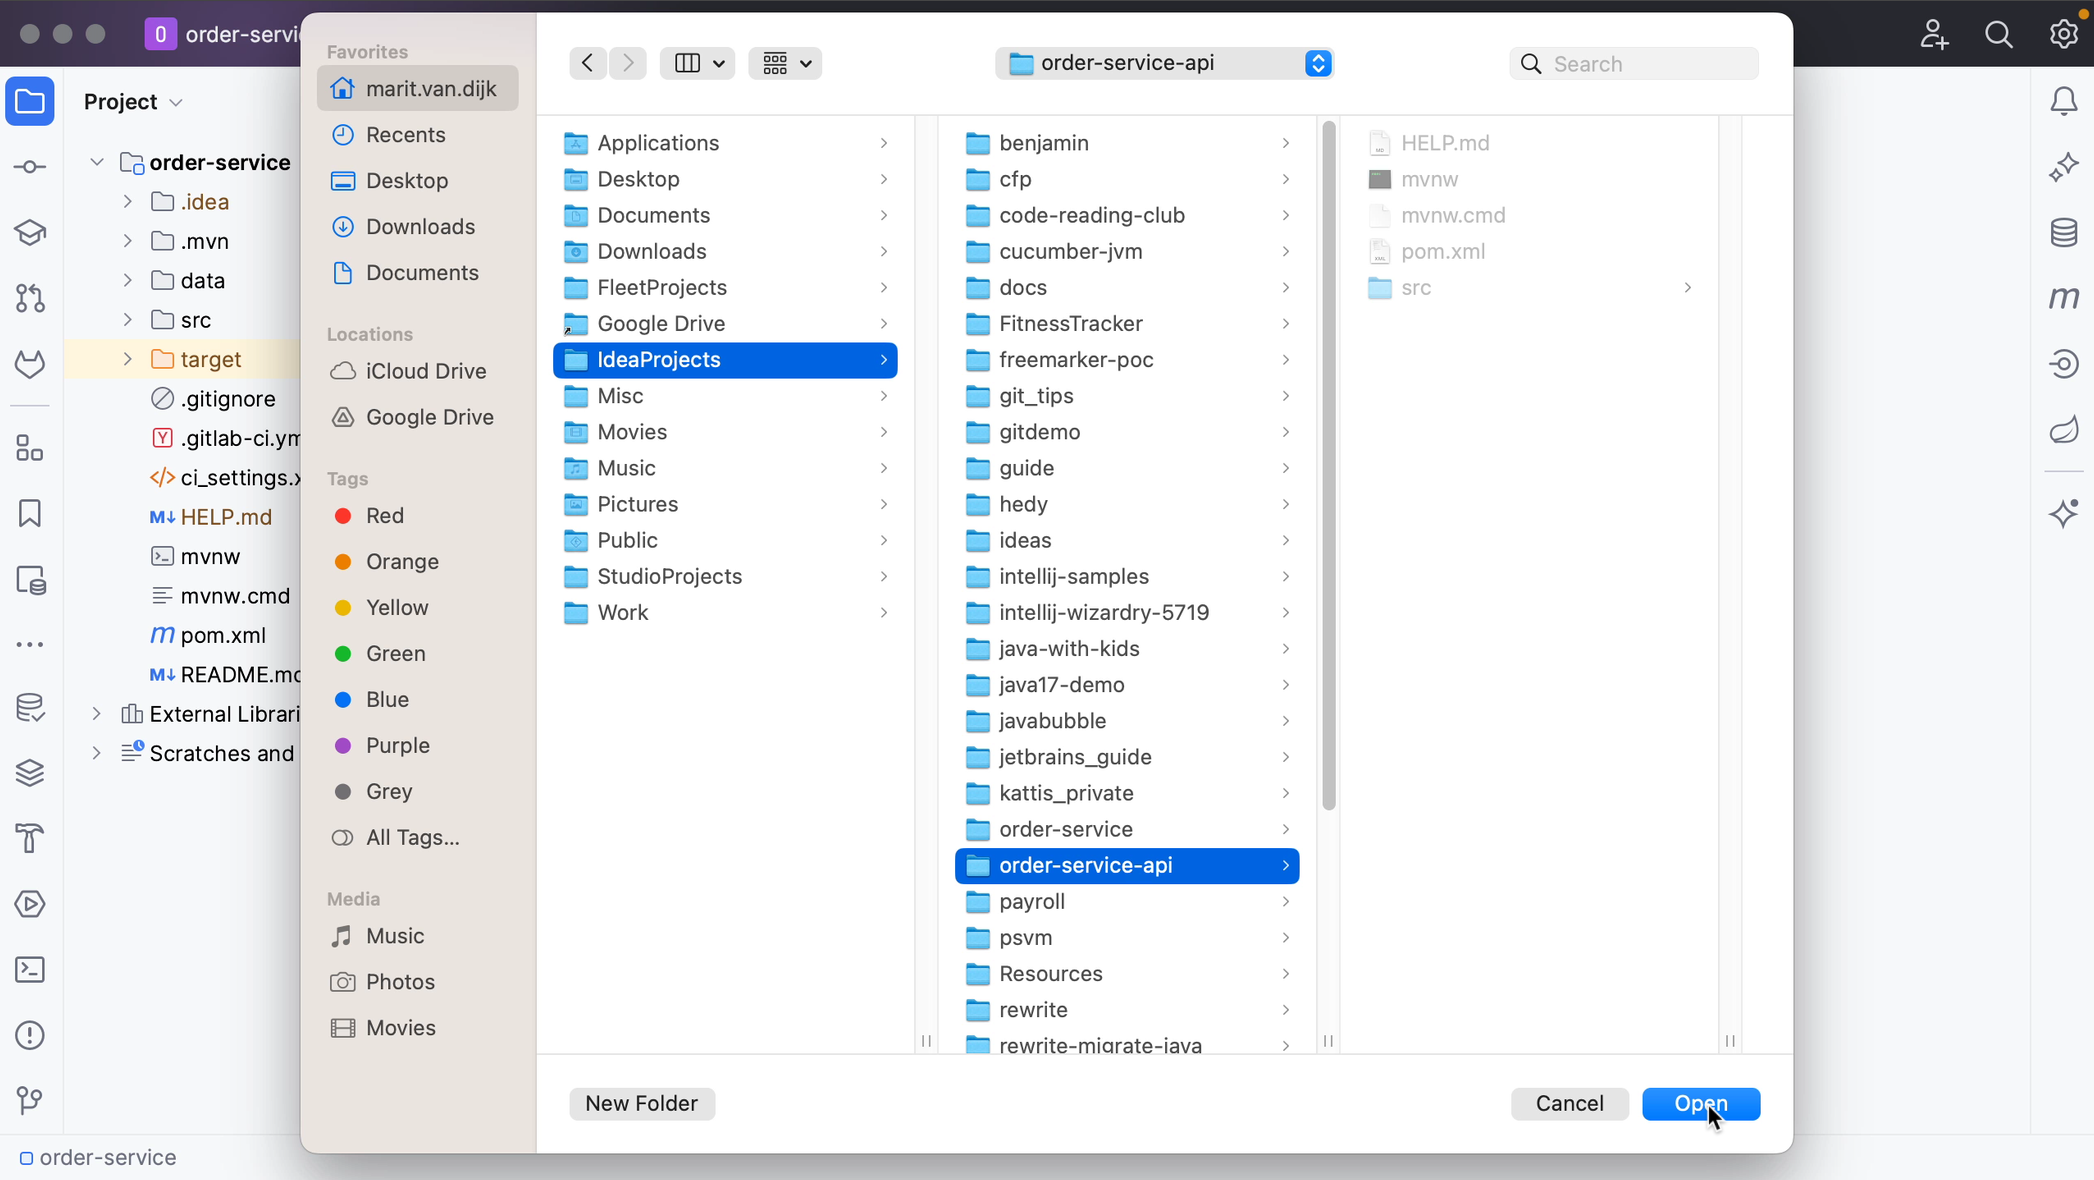 order-servi
Project
order-service
.idea
.mvn
data
src
target
.gitignore
.gitlab-ci.ym
ci_settings.x
HELP.md
mvnw
mvnw.cmd
pom.xml
README.md
External Librari
Scratches and
order-service
Favorites
marit.van.dijk
Recents
Desktop
Downloads
Documents
Locations
iCloud Drive
Google Drive
Tags
Red
Orange
Yellow
Green
Blue
Purple
Grey
All Tags...
Media
Music
Photos
Movies
order-service-api
Search
Applications
Desktop
Documents
Downloads
FleetProjects
Google Drive
IdeaProjects
Misc
Movies
Music
Pictures
Public
StudioProjects
Work
benjamin
cfp
code-reading-club
cucumber-jvm
docs
FitnessTracker
freemarker-poc
git_tips
gitdemo
guide
hedy
ideas
intellij-samples
intellij-wizardry-5719
java-with-kids
java17-demo
javabubble
jetbrains_guide
kattis_private
order-service
order-service-api
payroll
psvm
Resources
rewrite
rewrite-migrate-java
HELP.md
mvnw
mvnw.cmd
pom.xml
src
New Folder
Cancel
Open